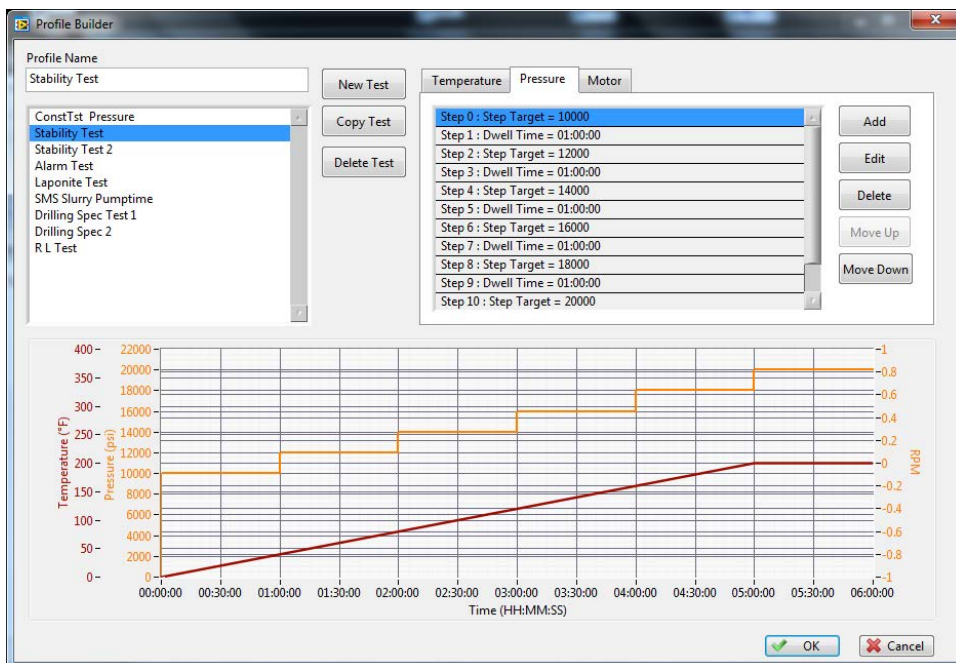 Profile Builder
Profile Name
Stability Test
New Test
Copy Test
Delete Test
ConstTst Pressure
Stability Test
Stability Test 2
Alarm Test
Laponite Test
SMS Slurry Pumptime
Drilling Spec Test 1
Drilling Spec 2
R L Test
Temperature Pressure Motor
Step 0 : Step Target = 10000
Step 1 : Dwell Time = 01:00:00
Step 2 : Step Target = 12000
Step 3 : Dwell Time = 01:00:00
Step 4 : Step Target = 14000
Step 5 : Dwell Time = 01:00:00
Step 6 : Step Target = 16000
Step 7 : Dwell Time = 01:00:00
Step 8 : Step Target = 18000
Step 9 : Dwell Time = 01:00:00
Step 10 : Step Target = 20000
Add
Edit
Delete
Move Up
Move Down
Temperature (°F)
400
350
300
250
200
150
100
50
0
Pressure (psi)
22000
20000
18000
16000
14000
12000
10000
8000
6000
4000
2000
0
1
0.8
0.6
0.4
0.2
0
-0.2
-0.4
-0.6
-0.8
-1
RPM
00:00:00 00:30:00 01:00:00 01:30:00 02:00:00 02:30:00 03:00:00 03:30:00 04:00:00 04:30:00 05:00:00 05:30:00 06:00:00
Time (HH:MM:SS)
OK
Cancel